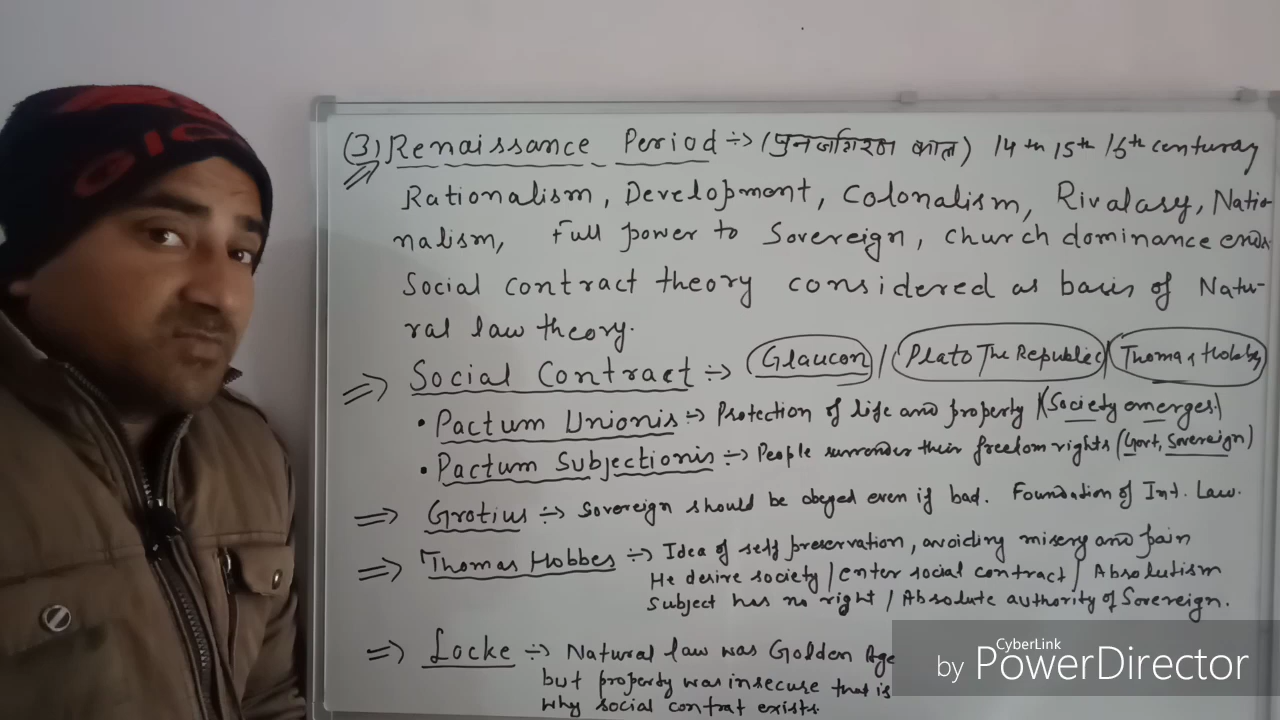 (3) Renaissance Period ÷> (पुनर्जागरण काल) 14th 15th 16th centuray
Rationalism, Development, Colonalism, Rivalasy, Natio-
nalism, Full power to Sovereign, Church dominance ends
Social contract theory considered as basis of Natu-
ral law theory.
=> Social Contract ÷> Glaucon / Plato The Republic / Thomas Hobbes
• Pactum Unionis ÷> Protection of life and property (Society emerges)
• Pactum Subjectionis ÷> People surrender their freedom rights (Govt, Sovereign)
=> Grotius ÷> Sovereign should be obeyed even if bad. Foundation of Int. Law.
=> Thomas Hobbes ÷> Idea of self preservation, avoiding misery and pain
He desire society / enter social contract / Absolutism
Subject has no right / Absolute authority of Sovereign.
=> Locke ÷> Natural law was Golden Age
but property was insecure that is
why social contrat exists.
CyberLink
by PowerDirector